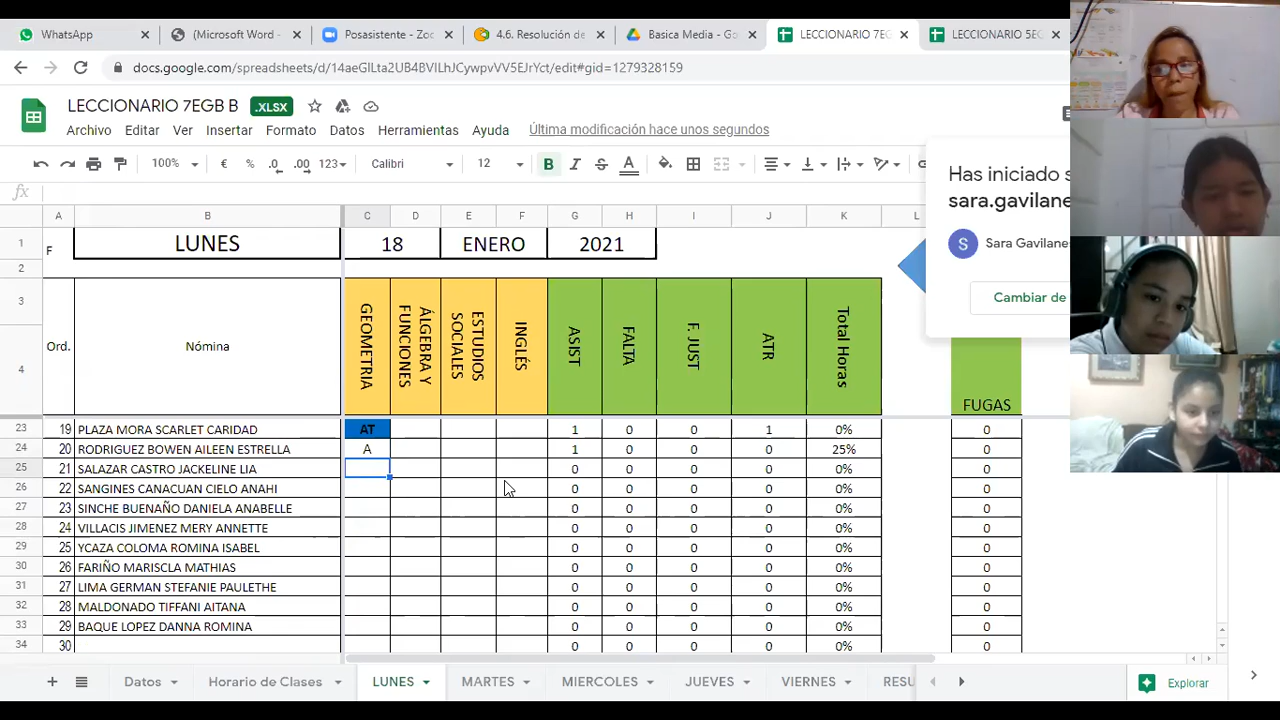 WhatsApp
(Microsoft Word -
Posasistente de Zoo
4.6. Resolución de
Basica Media - Go
LECCIONARIO 7EG
LECCIONARIO 5EG
LECCIONARIO 7EGB B
.XLSX
Archivo Editar Ver Insertar Formato Datos Herramientas Ayuda Última modificación hace unos segundos
100% € % .0 .00 123 Calibri 12 B I S A
Has iniciado s
sara.gavilane
S Sara Gavilane
Cambiar de
fx
A B C D E F G H I J K L
1 F LUNES 18 ENERO 2021
2
3
4
Ord. Nómina GEOMETRIA ÁLGEBRA Y FUNCIONES ESTUDIOS SOCIALES INGLÉS ASIST FALTA F. JUST ATR Total Horas FUGAS
23 19 PLAZA MORA SCARLET CARIDAD AT 1 0 0 1 0% 0
24 20 RODRIGUEZ BOWEN AILEEN ESTRELLA A 1 0 0 0 25% 0
25 21 SALAZAR CASTRO JACKELINE LIA 0 0 0 0 0% 0
26 22 SANGINES CANACUAN CIELO ANAHI 0 0 0 0 0% 0
27 23 SINCHE BUENAÑO DANIELA ANABELLE 0 0 0 0 0% 0
28 24 VILLACIS JIMENEZ MERY ANNETTE 0 0 0 0 0% 0
29 25 YCAZA COLOMA ROMINA ISABEL 0 0 0 0 0% 0
30 26 FARIÑO MARISCLA MATHIAS 0 0 0 0 0% 0
31 27 LIMA GERMAN STEFANIE PAULETHE 0 0 0 0 0% 0
32 28 MALDONADO TIFFANI AITANA 0 0 0 0 0% 0
33 29 BAQUE LOPEZ DANNA ROMINA 0 0 0 0 0% 0
34 30 0 0 0 0 0% 0
Datos Horario de Clases LUNES MARTES MIERCOLES JUEVES VIERNES RESU Explorar